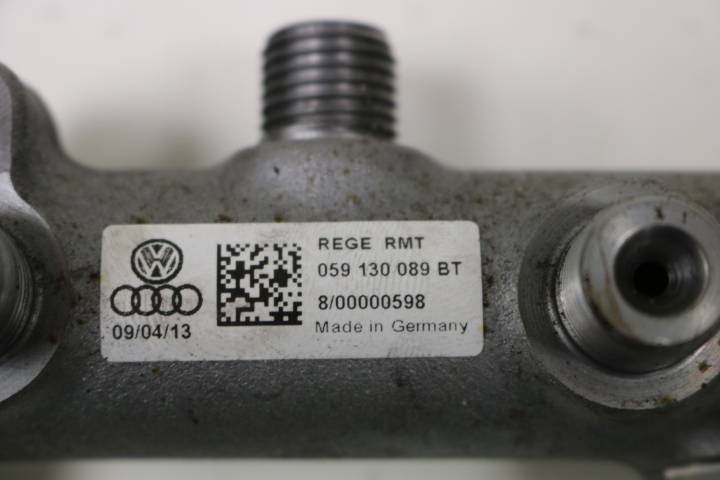 REGE RMT
059 130 089 BT
8/00000598
Made in Germany
09/04/13